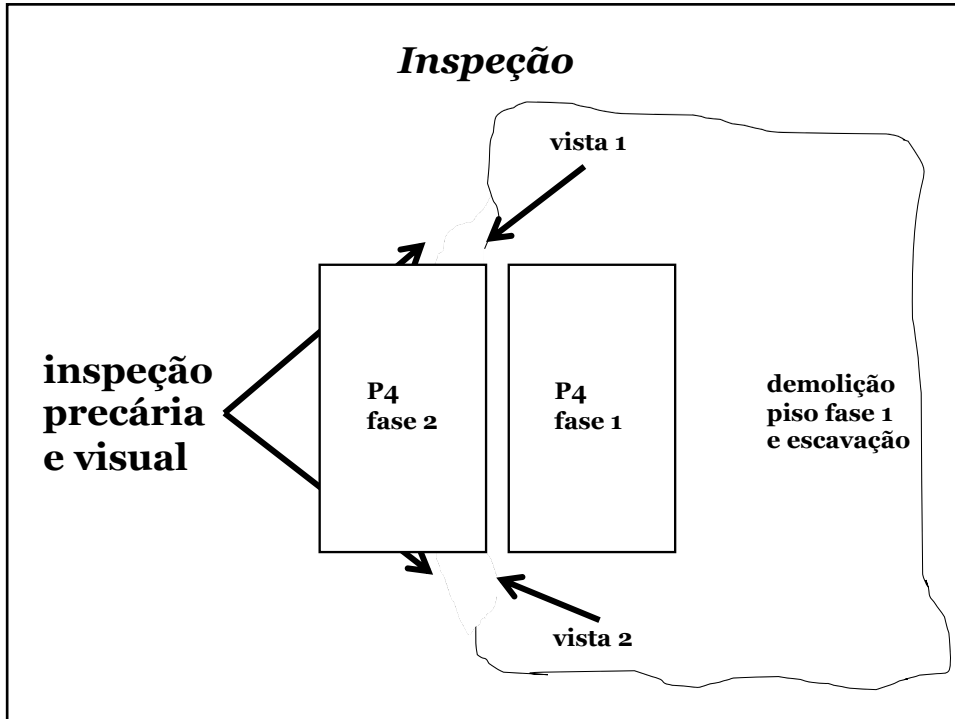 Inspeção
vista 1
inspeção
precária
e visual
P4
fase 2
P4
fase 1
demolição
piso fase 1
e escavação
vista 2